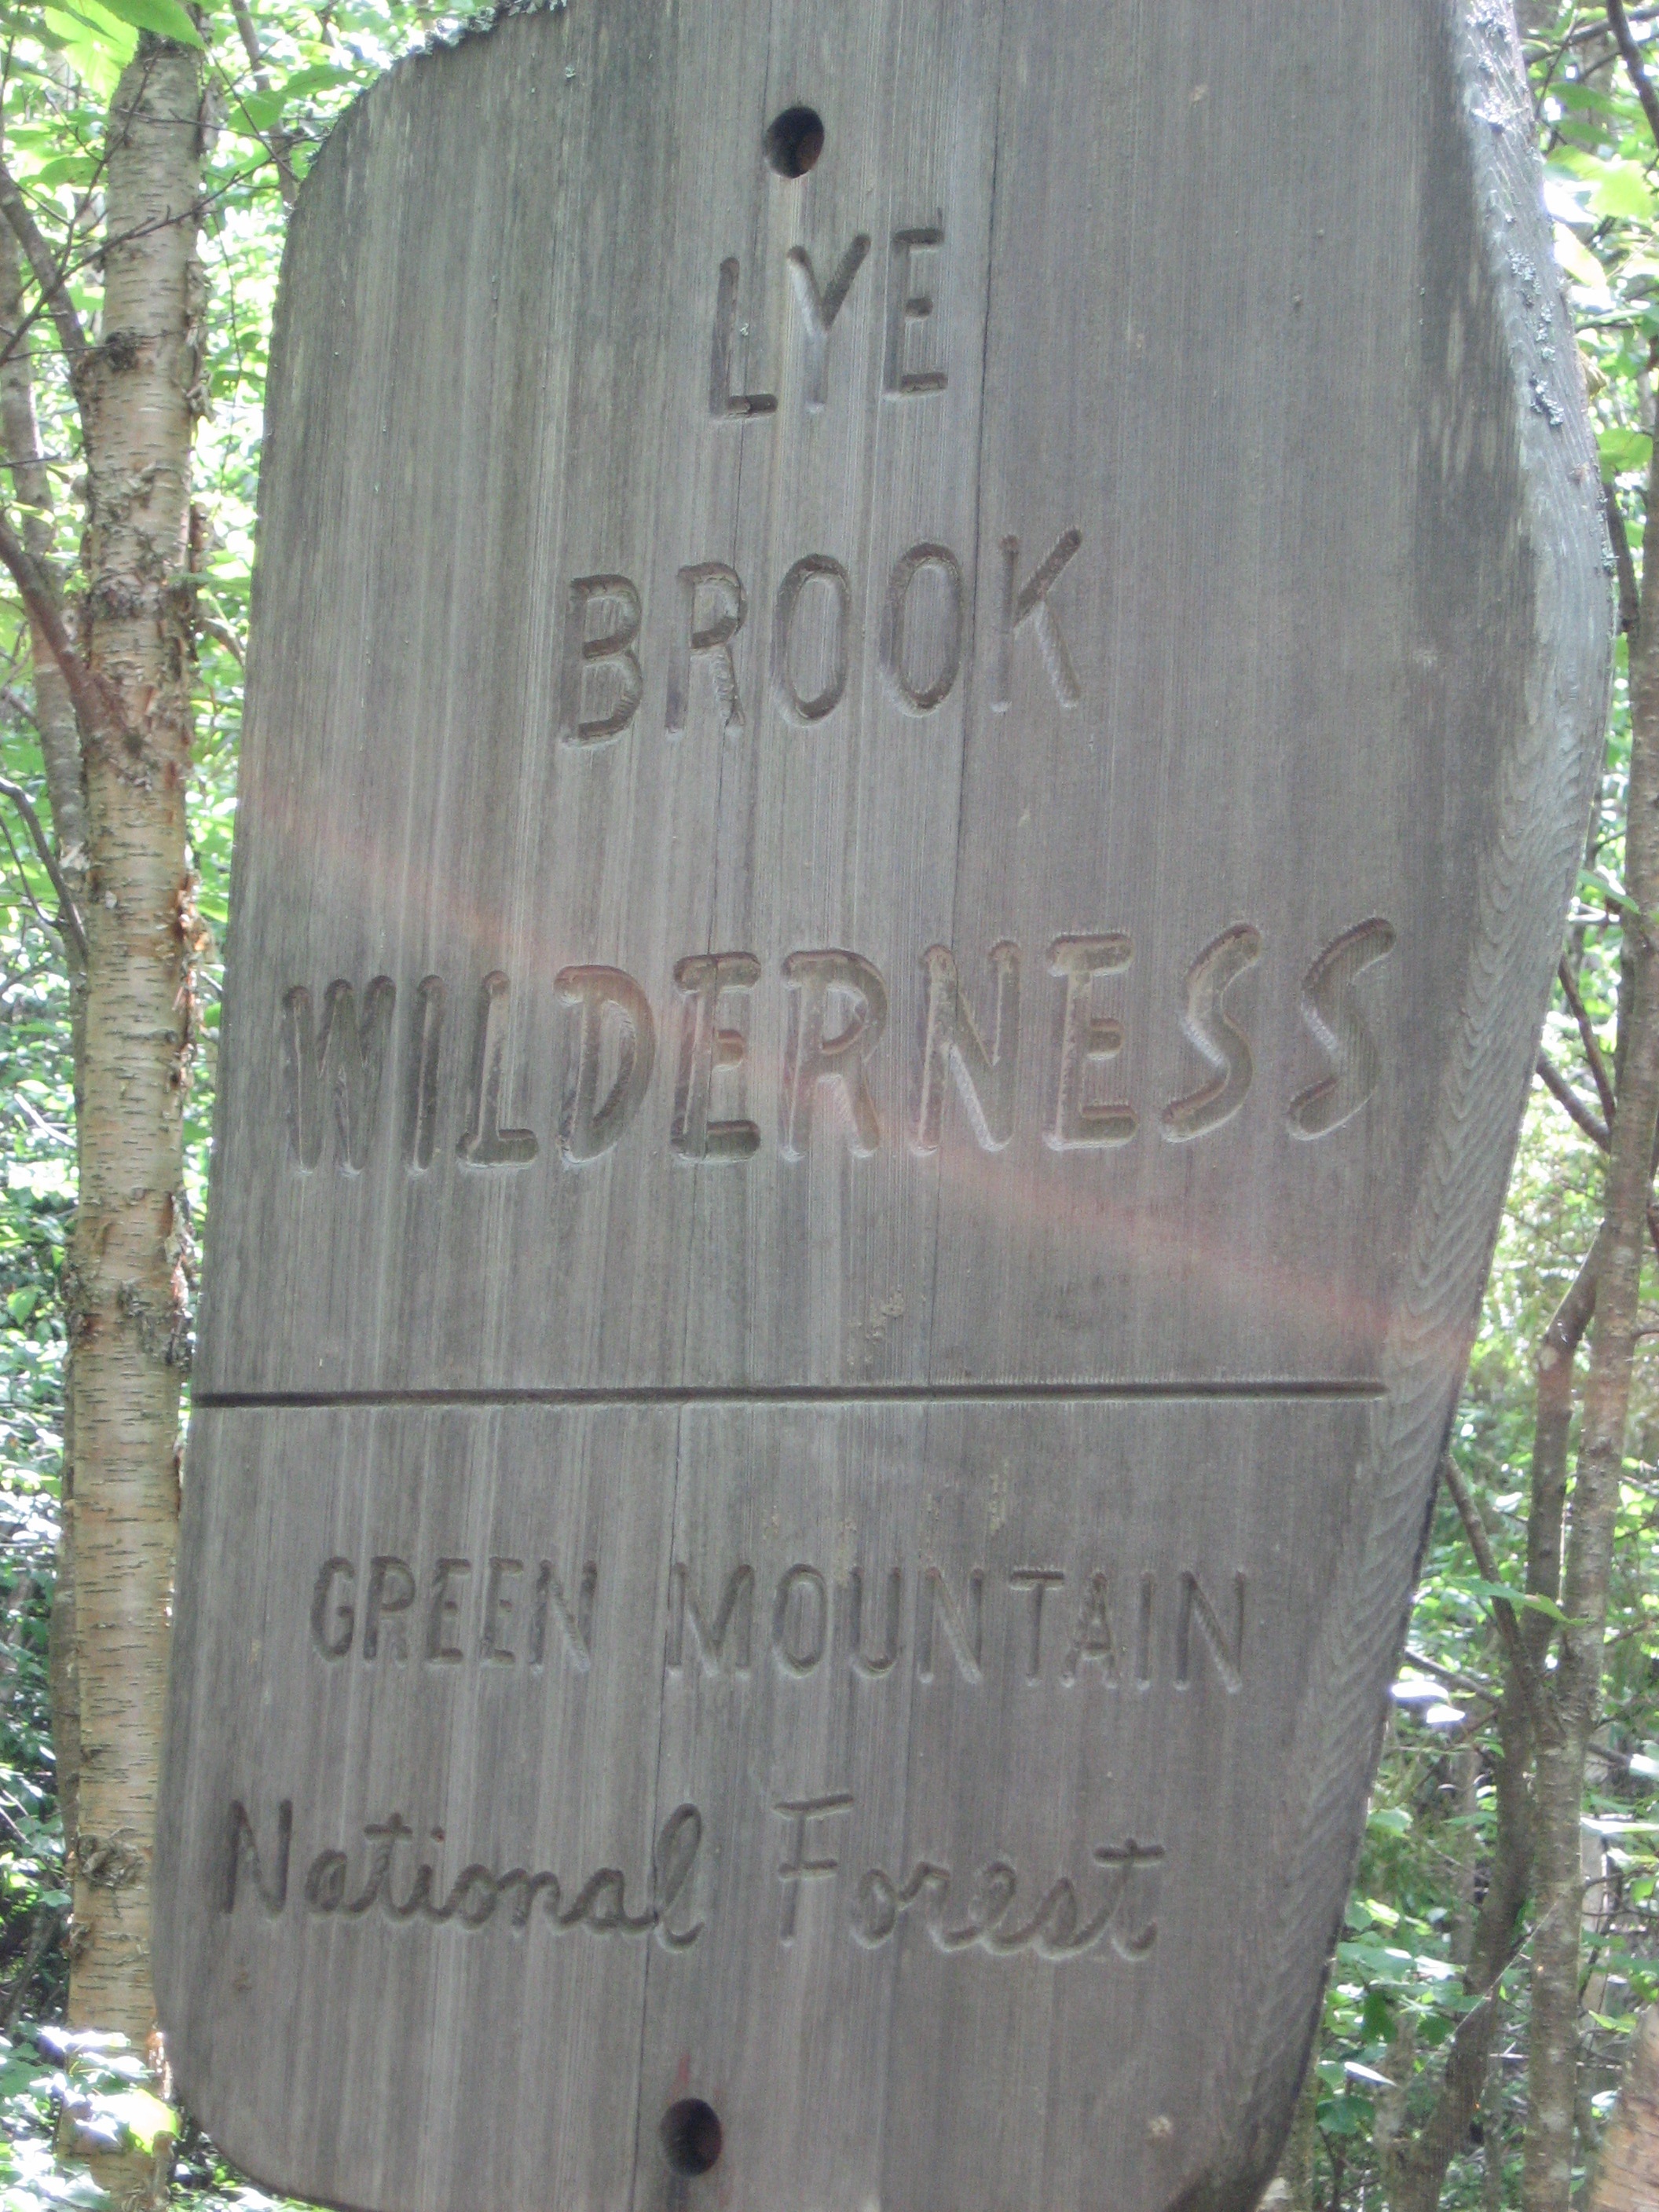 LYE
BROOK
WILDERNESS
GREEN MOUNTAIN
National Forest